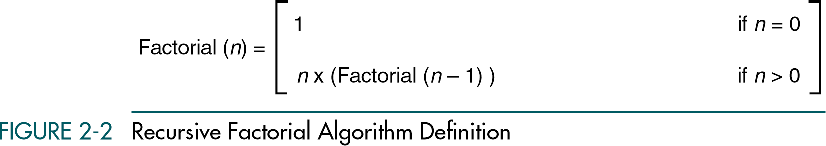 1 if n = 0
Factorial (n) =
n x (Factorial (n – 1) ) if n > 0
FIGURE 2-2 Recursive Factorial Algorithm Definition